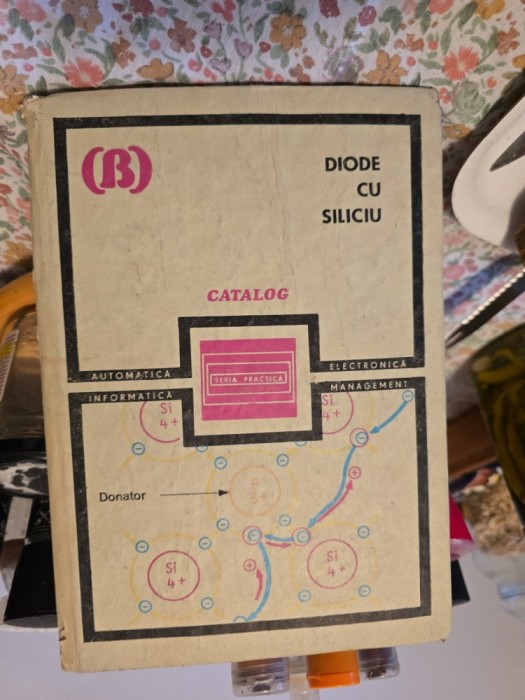 (B)
DIODE
CU
SILICIU
CATALOG
AUTOMATICA
ELECTRONICA
SERIA PRACTICA
INFORMATICA
MANAGEMENT
Si
4+
Si
4+
Donator
P
5+
Si
4+
Si
4+